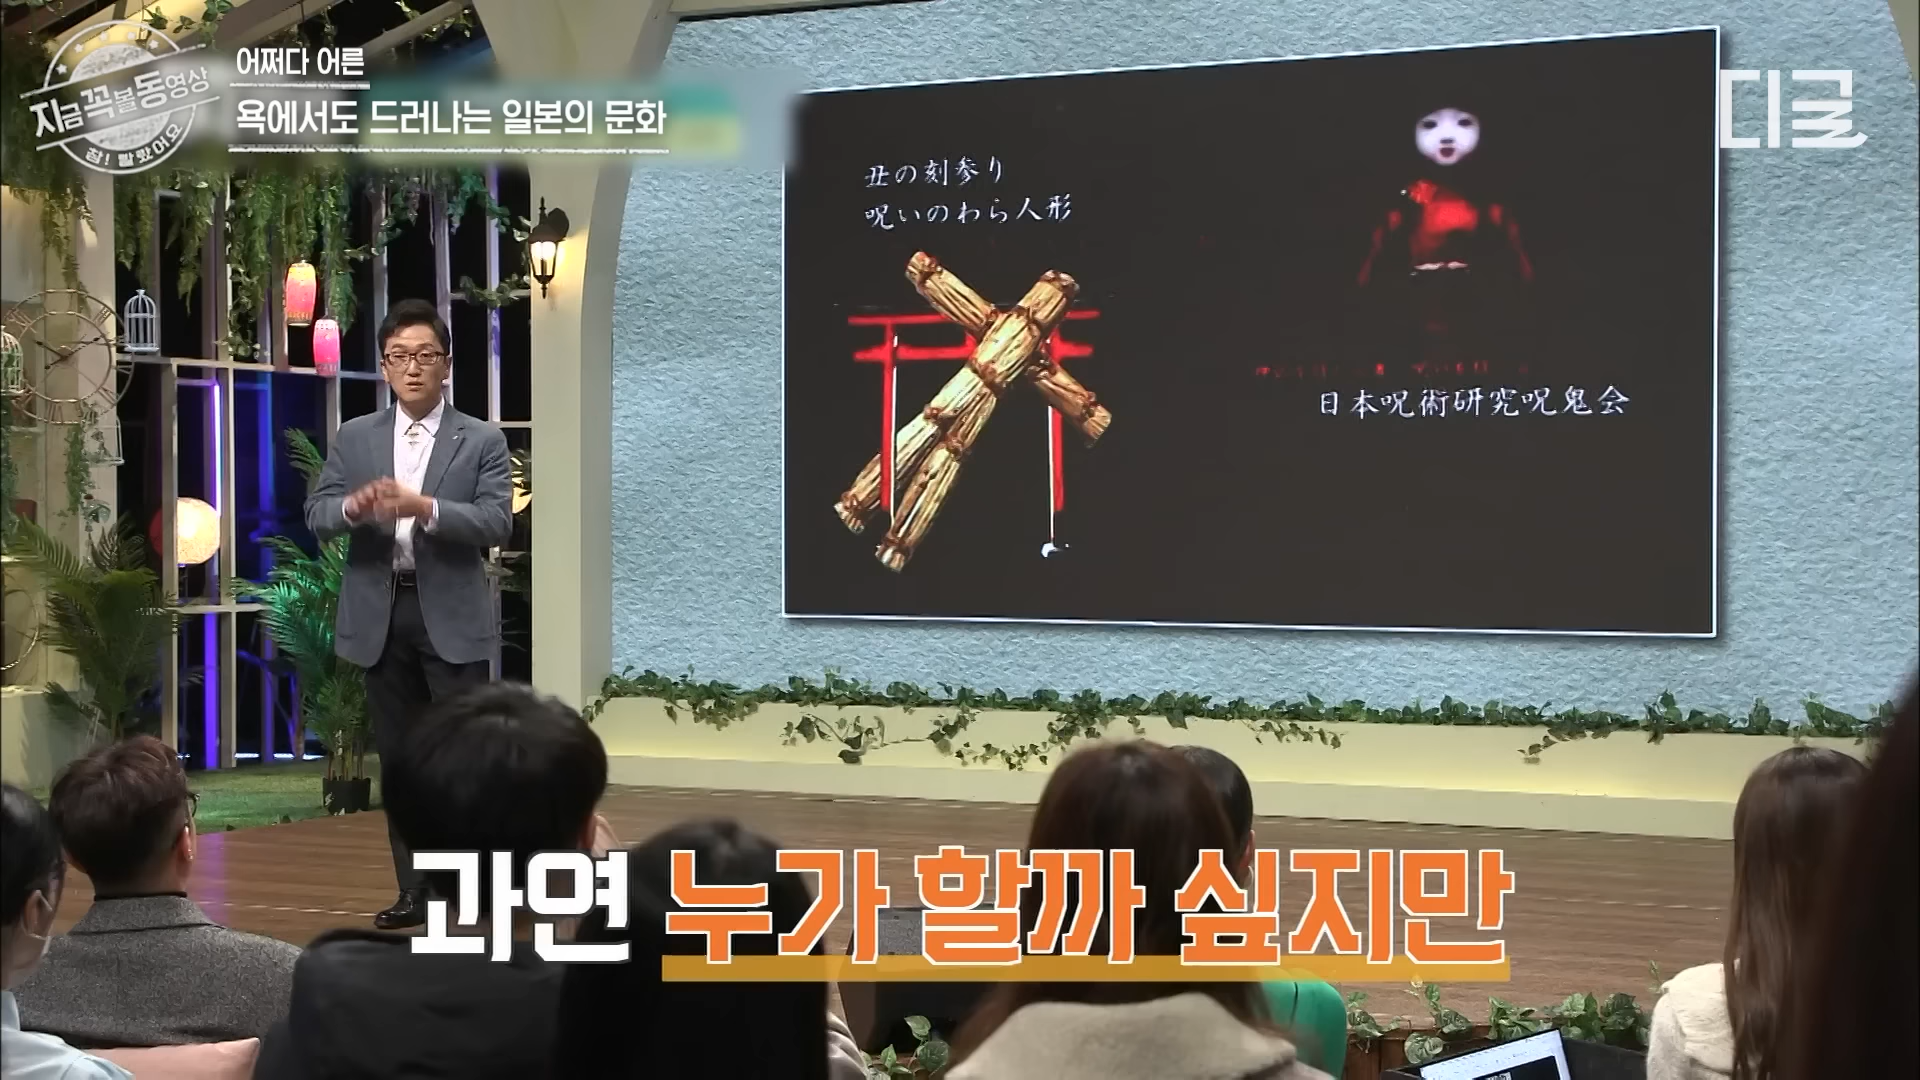 지금 꼭 볼 동영상
참! 잘 봤어요
어쩌다 어른
욕에서도 드러나는 일본의 문화
디글
丑の刻参り
呪いのわら人形
日本呪術研究呪鬼会
과연 누가 할까 싶지만